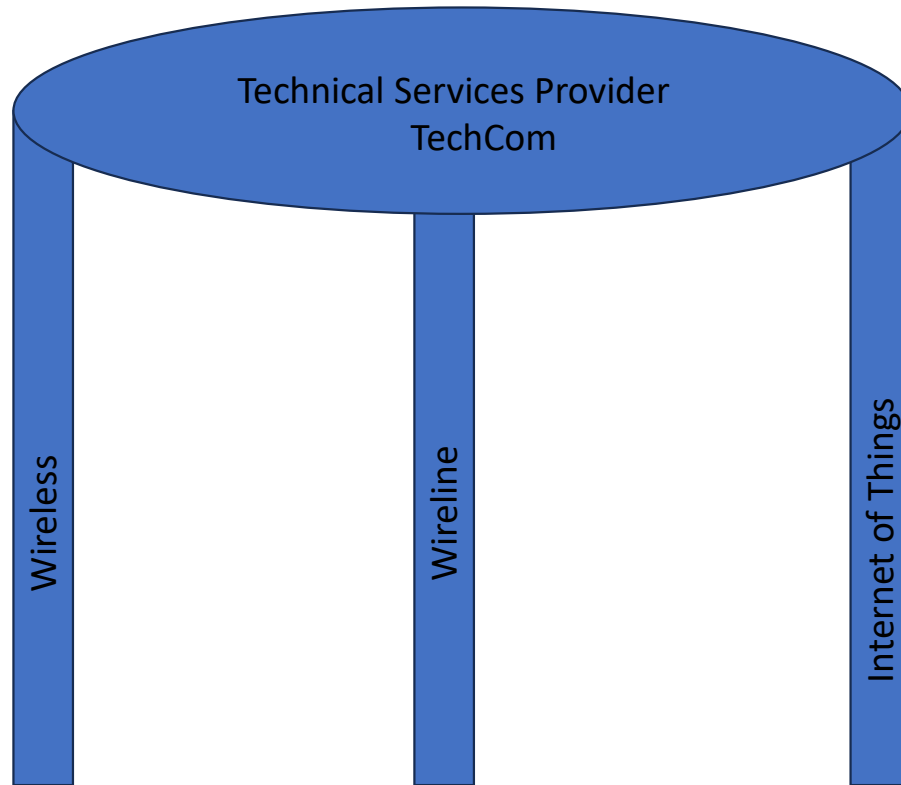 Technical Services Provider
TechCom
Wireless
Wireline
Internet of Things